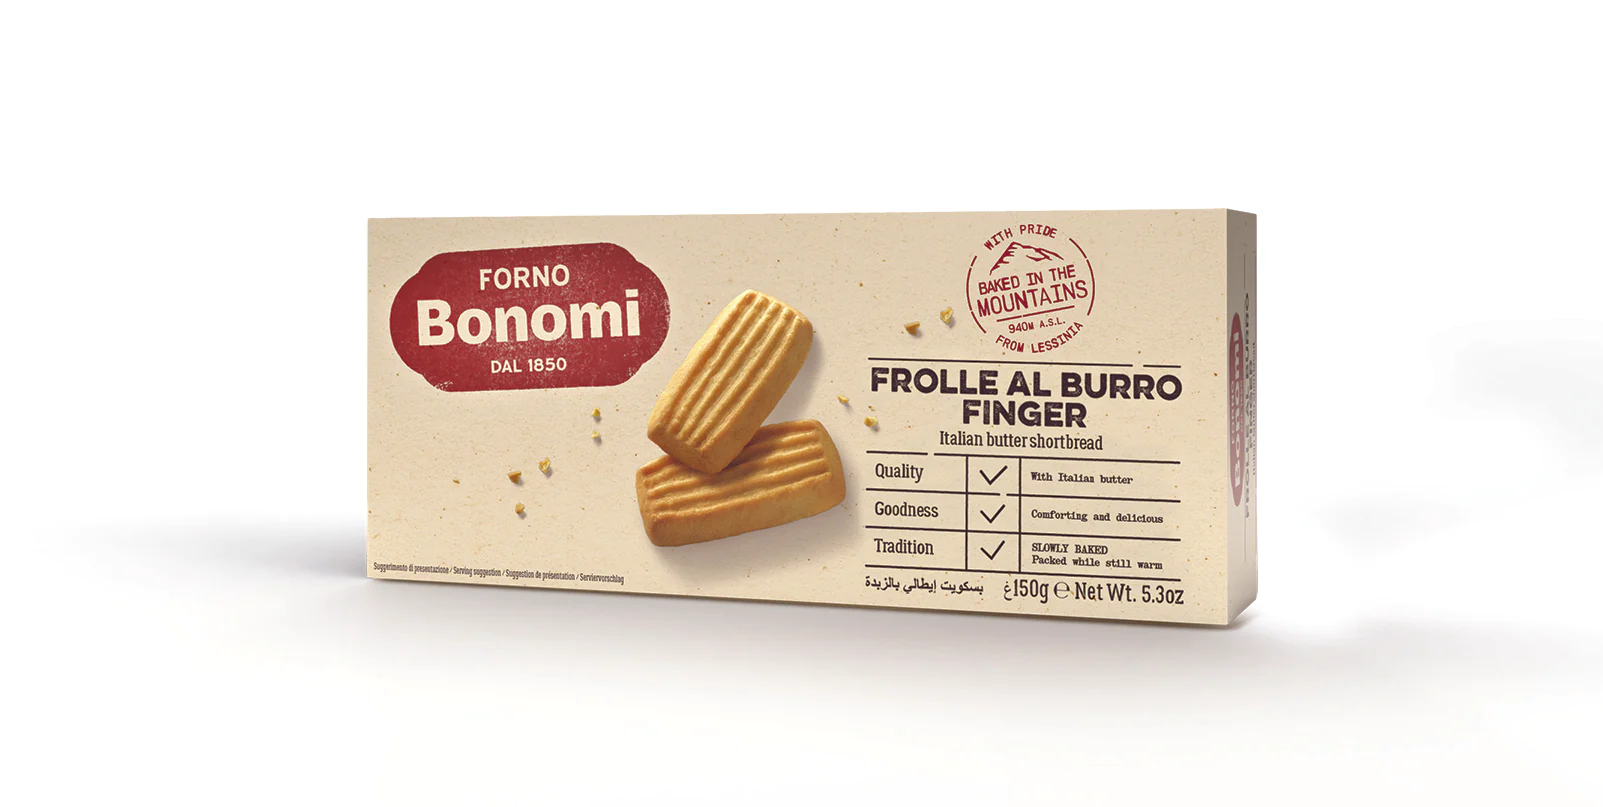 FORNO
Bonomi
DAL 1850
WITH PRIDE
BAKED IN THE
MOUNTAINS
940M A.S.L.
FROM LESSINIA
FROLLE AL BURRO
FINGER
Italian butter shortbread
Quality
With Italian butter
Goodness
Comforting and delicious
Tradition
SLOWLY BAKED
Packed while still warm
بسكويت إيطالي بالزبدة
غ150g ℮ Net Wt. 5.3oz
Suggerimento di presentazione / Serving suggestion / Suggestion de présentation / Serviervorschlag
Bonomi